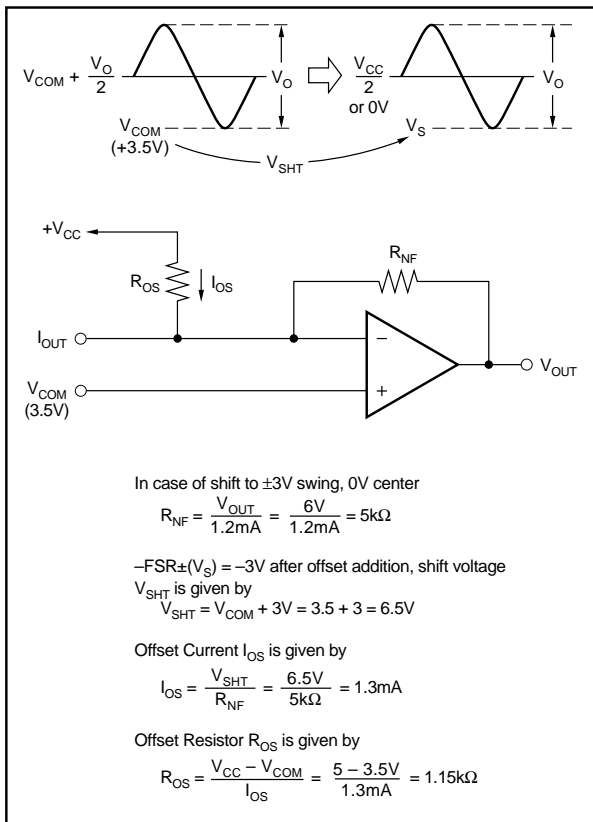 V_COM + V_O/2
V_O
V_CC/2
or 0V
V_O
V_COM
(+3.5V)
V_S
V_SHT
+V_CC
R_OS
I_OS
R_NF
I_OUT
−
V_COM
(3.5V)
+
V_OUT
In case of shift to ±3V swing, 0V center
R_NF = V_OUT/1.2mA = 6V/1.2mA = 5kΩ
–FSR±(V_S) = –3V after offset addition, shift voltage
V_SHT is given by
V_SHT = V_COM + 3V = 3.5 + 3 = 6.5V
Offset Current I_OS is given by
I_OS = V_SHT/R_NF = 6.5V/5kΩ = 1.3mA
Offset Resistor R_OS is given by
R_OS = V_CC – V_COM/I_OS = 5 – 3.5V/1.3mA = 1.15kΩ